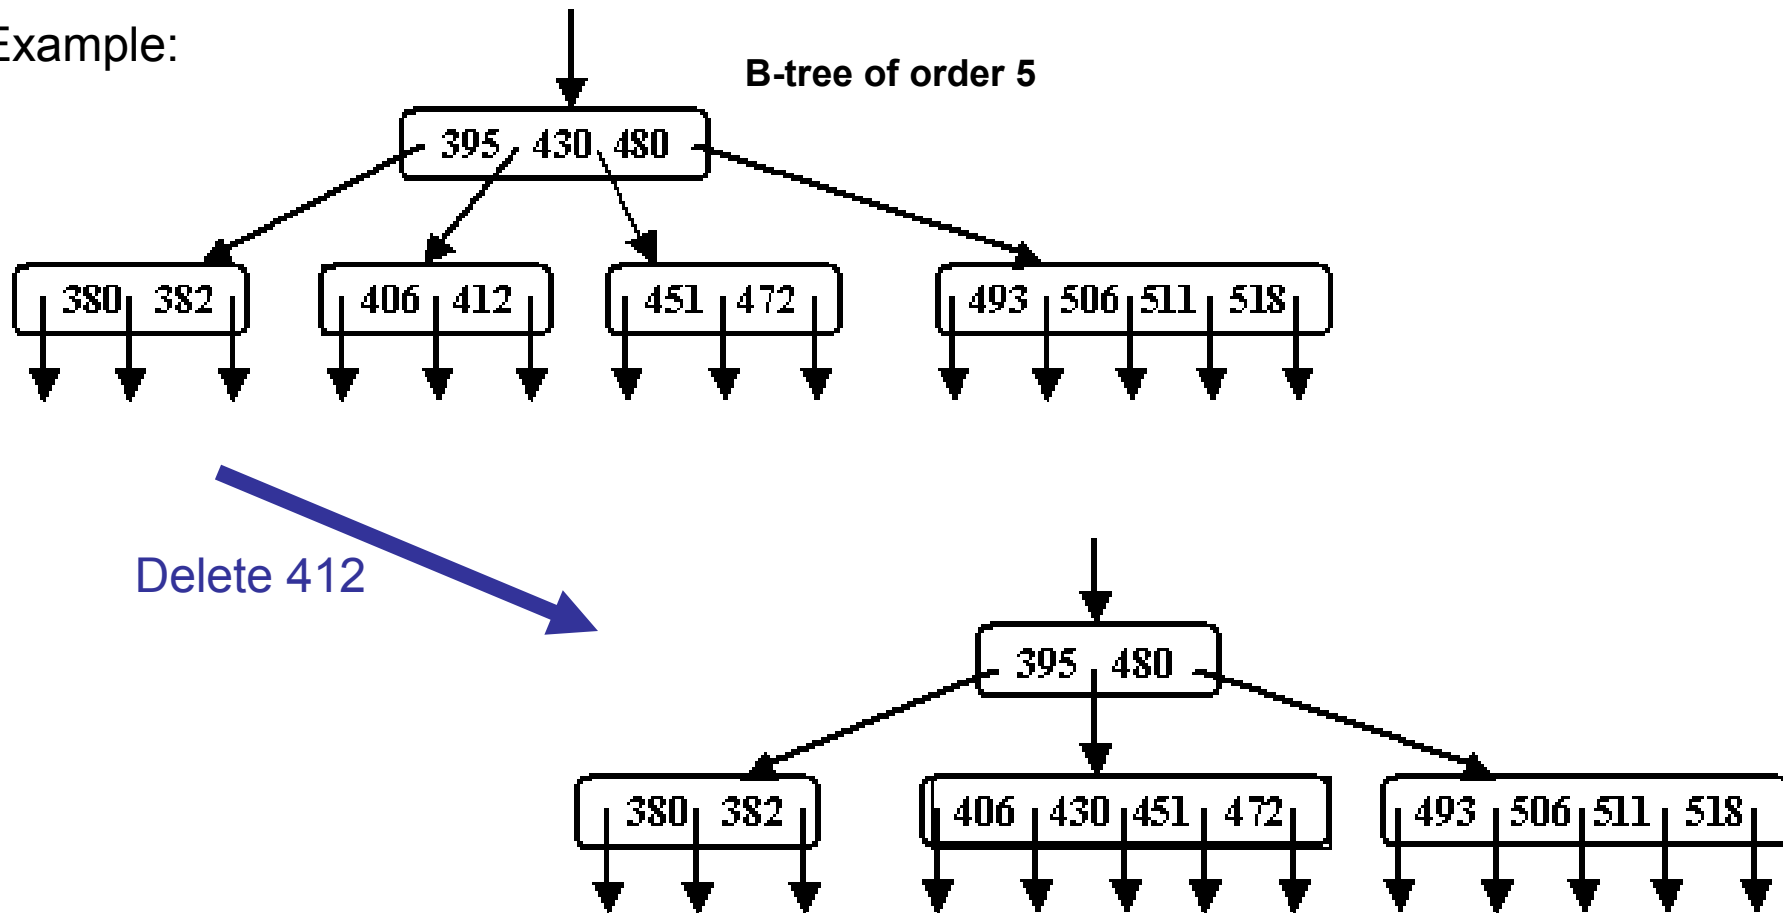 Example:
B-tree of order 5
395 430 480
380 382 406 412 451 472 493 506 511 518
Delete 412
395 480
380 382 406 430 451 472 493 506 511 518